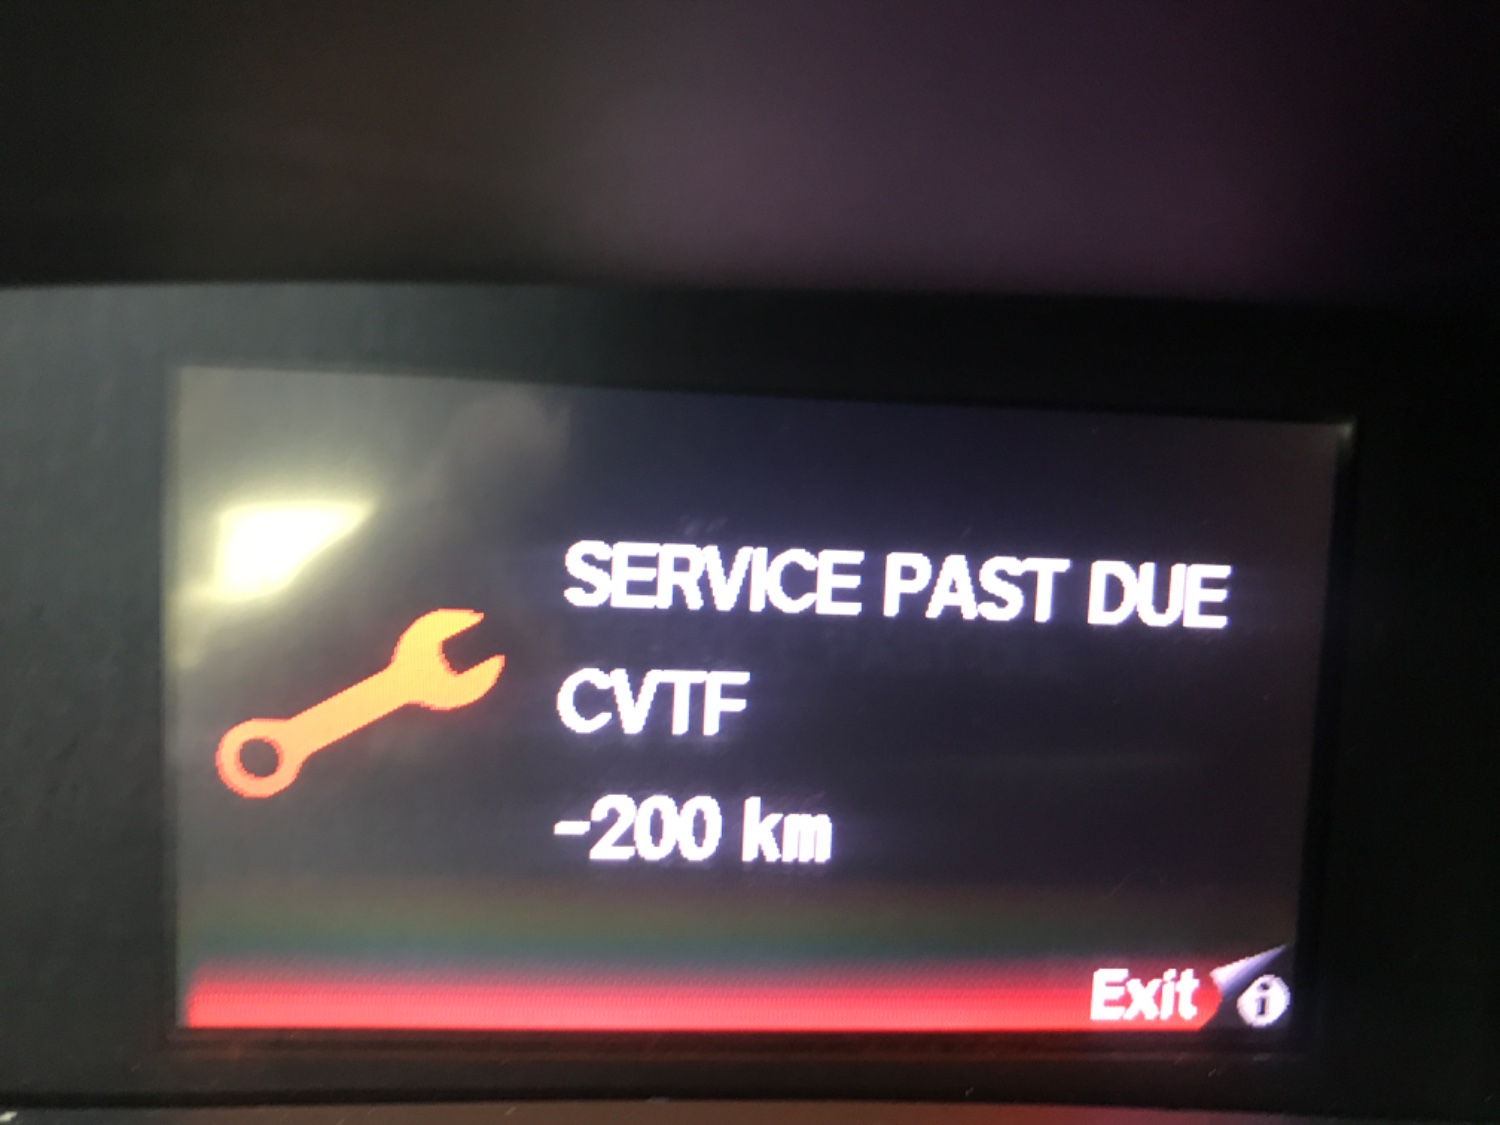 SERVICE PAST DUE
CVTF
-200 km
Exit i